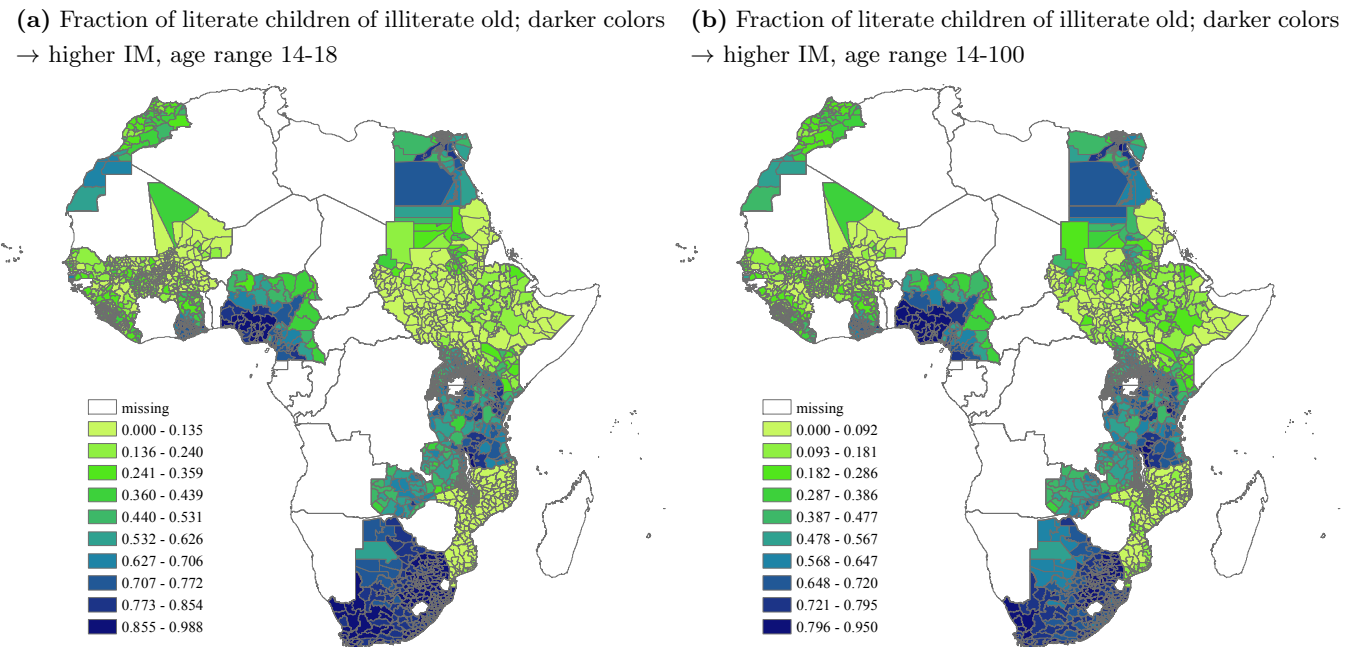 (a) Fraction of literate children of illiterate old; darker colors
→ higher IM, age range 14-18
missing
0.000 - 0.135
0.136 - 0.240
0.241 - 0.359
0.360 - 0.439
0.440 - 0.531
0.532 - 0.626
0.627 - 0.706
0.707 - 0.772
0.773 - 0.854
0.855 - 0.988
(b) Fraction of literate children of illiterate old; darker colors
→ higher IM, age range 14-100
missing
0.000 - 0.092
0.093 - 0.181
0.182 - 0.286
0.287 - 0.386
0.387 - 0.477
0.478 - 0.567
0.568 - 0.647
0.648 - 0.720
0.721 - 0.795
0.796 - 0.950